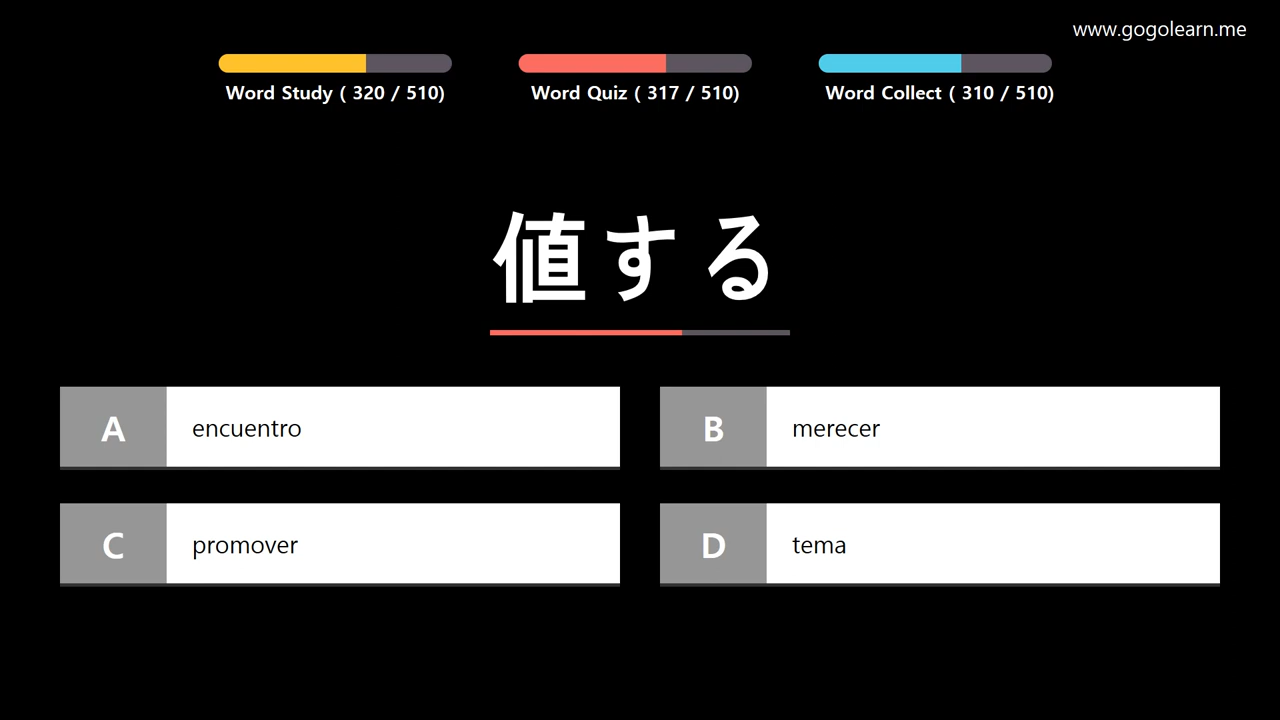 www.gogolearn.me
Word Study ( 320 / 510)
Word Quiz ( 317 / 510)
Word Collect ( 310 / 510)
値する
A encuentro
B merecer
C promover
D tema